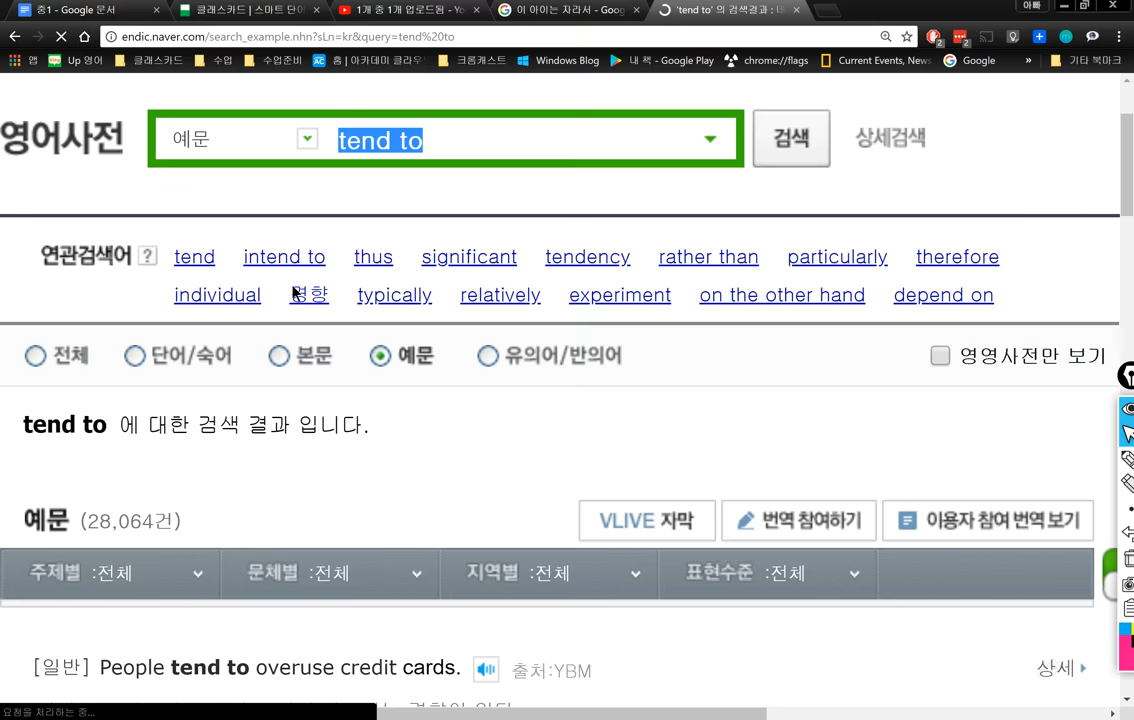 중1 - Google 문서
클래스카드 | 스마트 단어
1개 중 1개 업로드됨 - Yo
이 아이는 자라서 - Goog
'tend to' 의 검색결과 : 네
아빠
endic.naver.com/search_example.nhn?sLn=kr&query=tend%20to
앱
Up 영어
클래스카드
수업
수업준비
홈 | 아카데미 클라우
크롬캐스트
Windows Blog
내 책 - Google Play
chrome://flags
Current Events, News
Google
»
기타 북마크
영어사전
예문
tend to
검색
상세검색
연관검색어 ? tend intend to thus significant tendency rather than particularly therefore
individual 경향 typically relatively experiment on the other hand depend on
전체 단어/숙어 본문 예문 유의어/반의어 영영사전만 보기
tend to 에 대한 검색 결과 입니다.
예문 (28,064건)
VLIVE 자막 번역 참여하기 이용자 참여 번역 보기
주제별 :전체 문체별 :전체 지역별 :전체 표현수준 :전체
[일반] People tend to overuse credit cards. 출처:YBM 상세
요청을 처리하는 중...